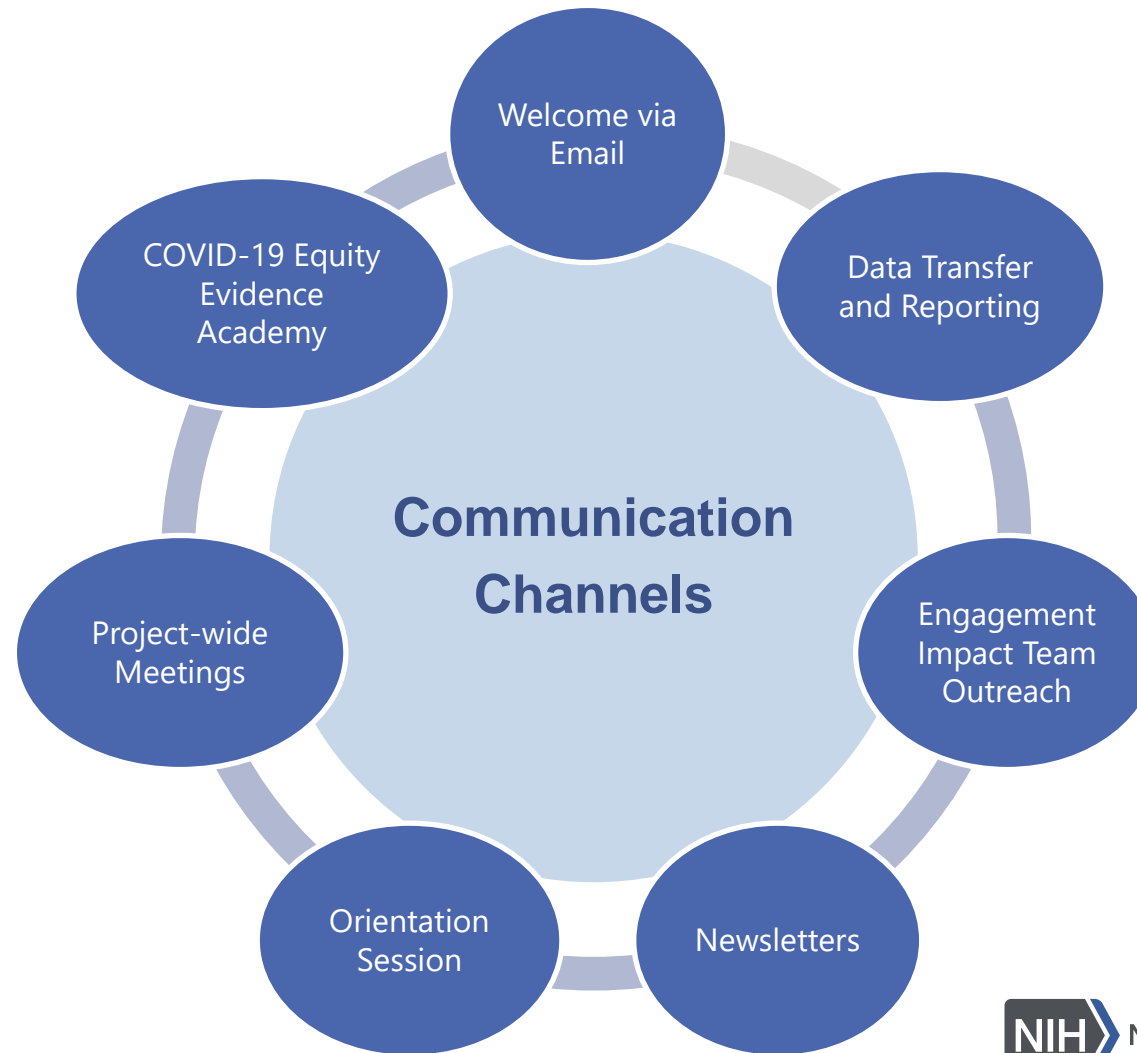 Welcome via
Email
COVID-19 Equity
Evidence
Academy
Data Transfer
and Reporting
Communication
Channels
Project-wide
Meetings
Engagement
Impact Team
Outreach
Orientation
Session
Newsletters
NIH